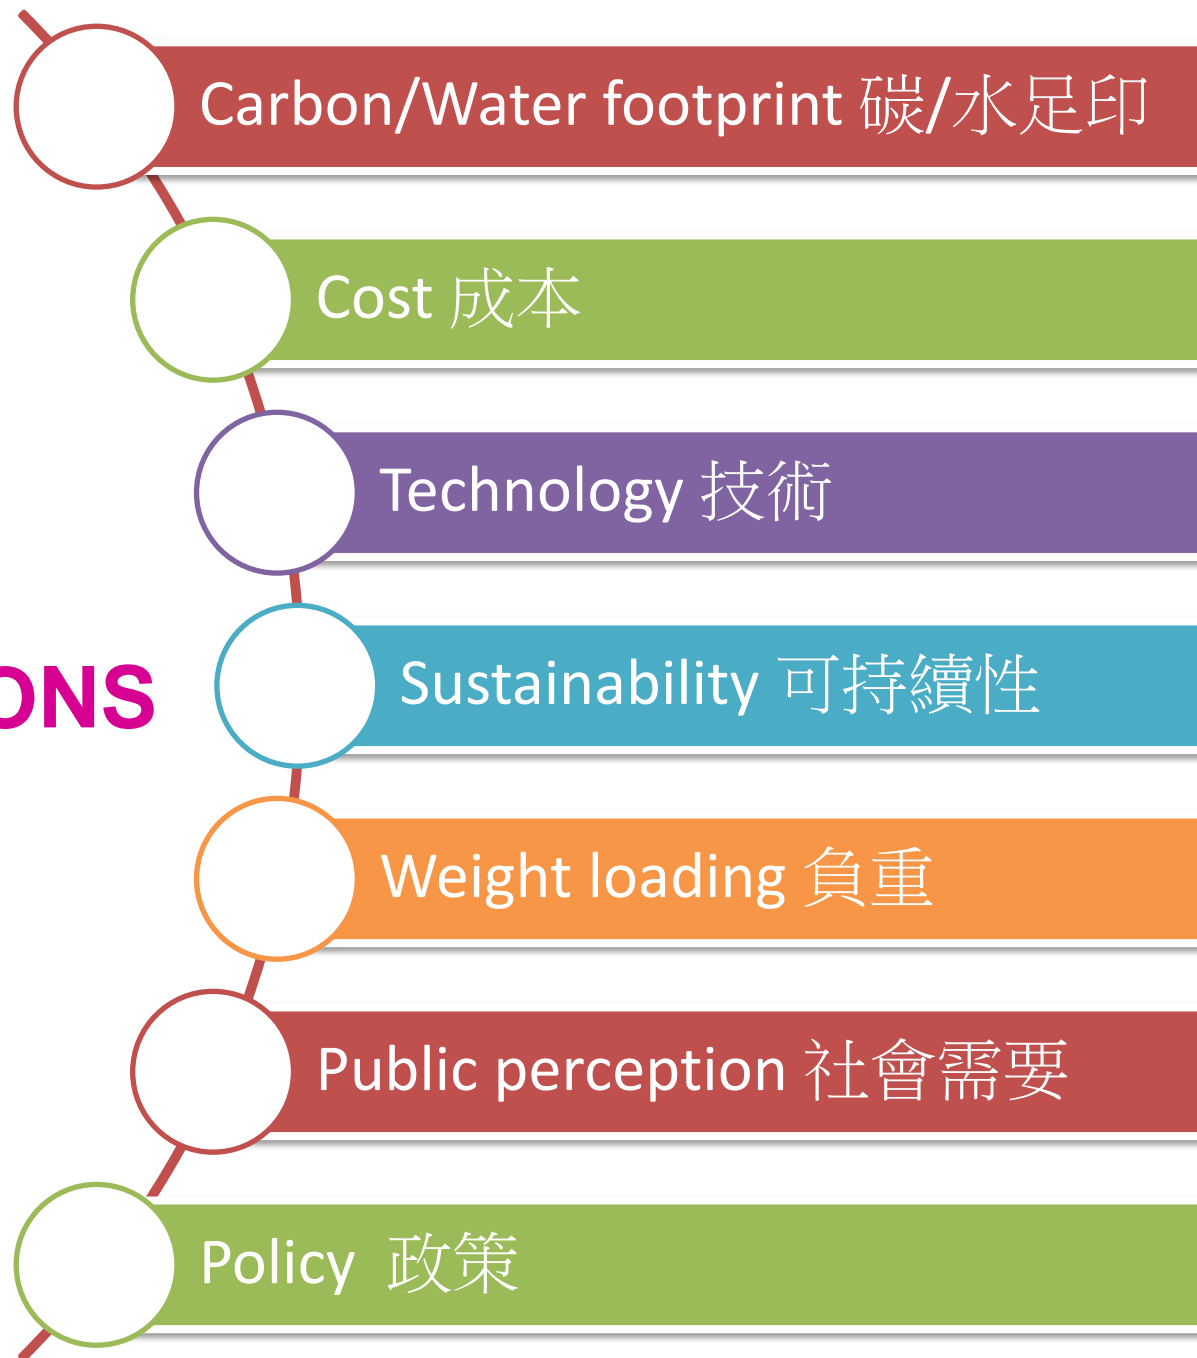 Carbon/Water footprint 碳/水足印
Cost 成本
Technology 技術
ONS
Sustainability 可持續性
Weight loading 負重
Public perception 社會需要
Policy 政策